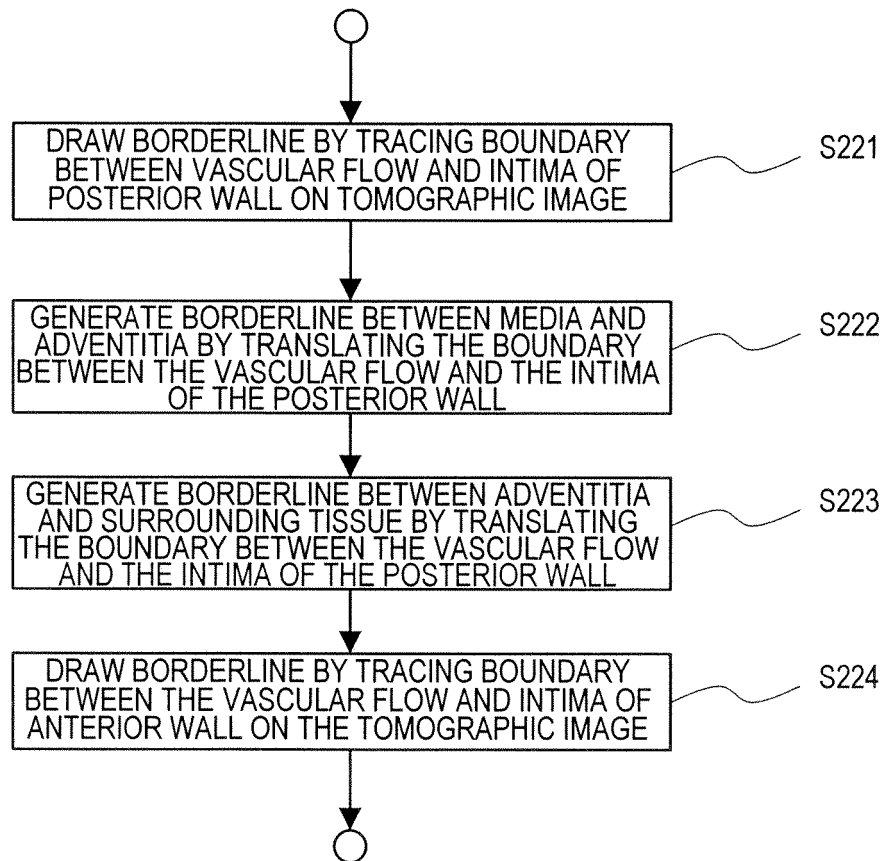 DRAW BORDERLINE BY TRACING BOUNDARY
BETWEEN VASCULAR FLOW AND INTIMA OF
POSTERIOR WALL ON TOMOGRAPHIC IMAGE
S221
GENERATE BORDERLINE BETWEEN MEDIA AND
ADVENTITIA BY TRANSLATING THE BOUNDARY
BETWEEN THE VASCULAR FLOW AND THE INTIMA
OF THE POSTERIOR WALL
S222
GENERATE BORDERLINE BETWEEN ADVENTITIA
AND SURROUNDING TISSUE BY TRANSLATING
THE BOUNDARY BETWEEN THE VASCULAR FLOW
AND THE INTIMA OF THE POSTERIOR WALL
S223
DRAW BORDERLINE BY TRACING BOUNDARY
BETWEEN THE VASCULAR FLOW AND INTIMA OF
ANTERIOR WALL ON THE TOMOGRAPHIC IMAGE
S224